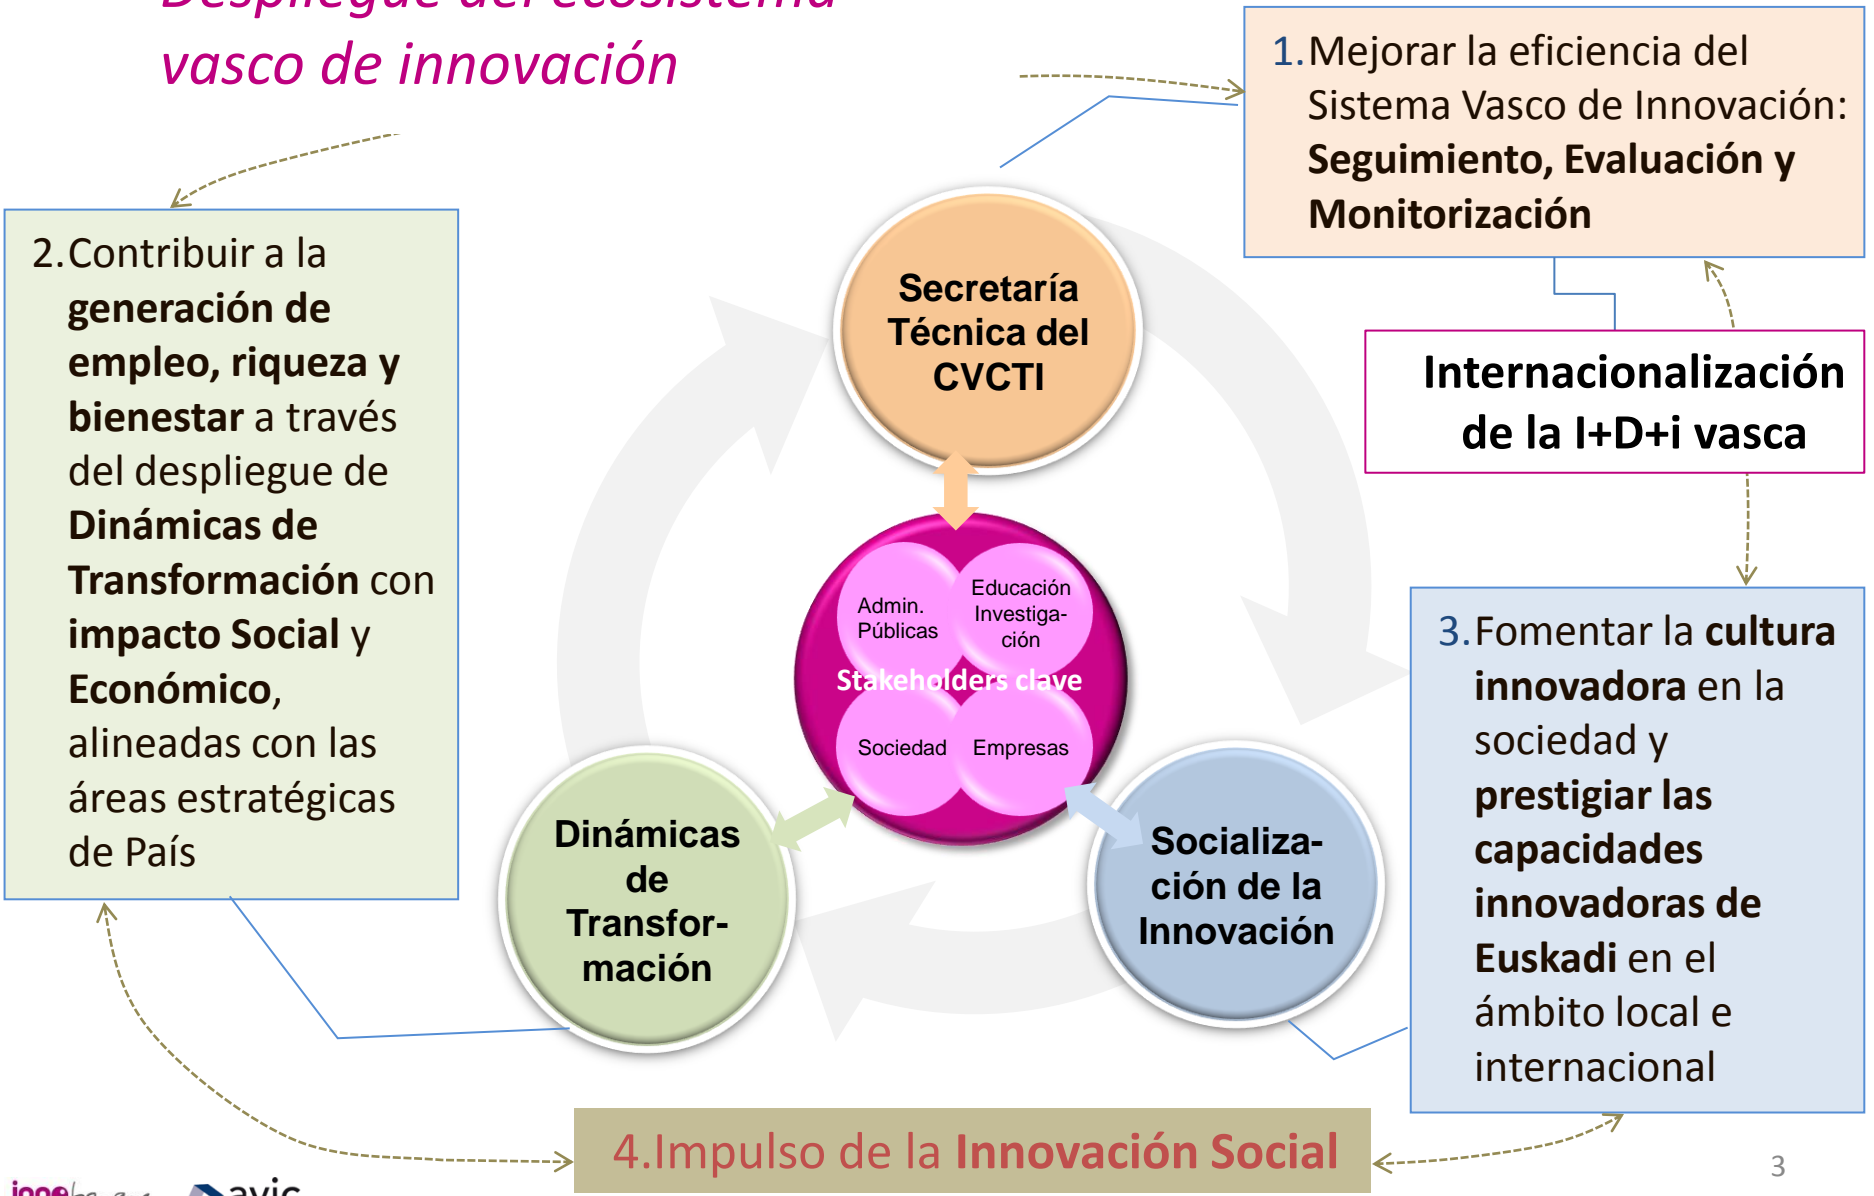 Despliegue del ecosistema
vasco de innovación
1.Mejorar la eficiencia del
Sistema Vasco de Innovación:
Seguimiento, Evaluación y
Monitorización
2.Contribuir a la
generación de
empleo, riqueza y
bienestar a través
del despliegue de
Dinámicas de
Transformación con
impacto Social y
Económico,
alineadas con las
áreas estratégicas
de País
Secretaría
Técnica del
CVCTI
Internacionalización
de la I+D+i vasca
Admin.
Públicas
Educación
Investiga-
ción
Stakeholders clave
Sociedad
Empresas
Dinámicas
de
Transfor-
mación
Socializa-
ción de la
Innovación
3.Fomentar la cultura
innovadora en la
sociedad y
prestigiar las
capacidades
innovadoras de
Euskadi en el
ámbito local e
internacional
4.Impulso de la Innovación Social
3